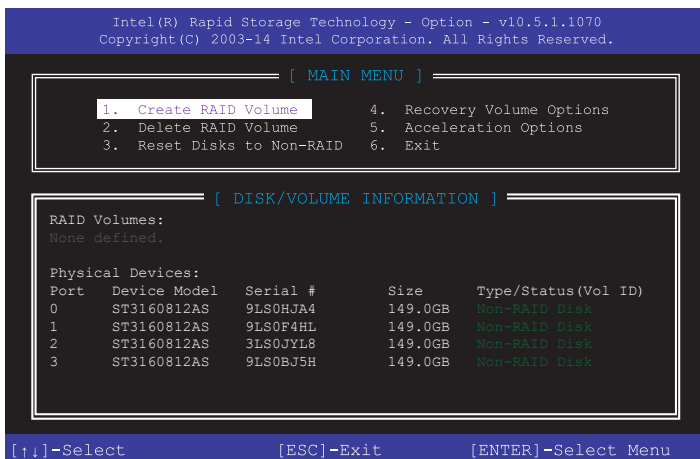 Intel(R) Rapid Storage Technology - Option - v10.5.1.1070
Copyright(C) 2003-14 Intel Corporation. All Rights Reserved.
[ MAIN MENU ]
1. Create RAID Volume 4. Recovery Volume Options
2. Delete RAID Volume 5. Acceleration Options
3. Reset Disks to Non-RAID 6. Exit
[ DISK/VOLUME INFORMATION ]
RAID Volumes:
None defined.
Physical Devices:
Port Device Model Serial # Size Type/Status(Vol ID)
0 ST3160812AS 9LS0HJA4 149.0GB Non-RAID Disk
1 ST3160812AS 9LS0F4HL 149.0GB Non-RAID Disk
2 ST3160812AS 3LS0JYL8 149.0GB Non-RAID Disk
3 ST3160812AS 9LS0BJ5H 149.0GB Non-RAID Disk
[↑↓]-Select [ESC]-Exit [ENTER]-Select Menu